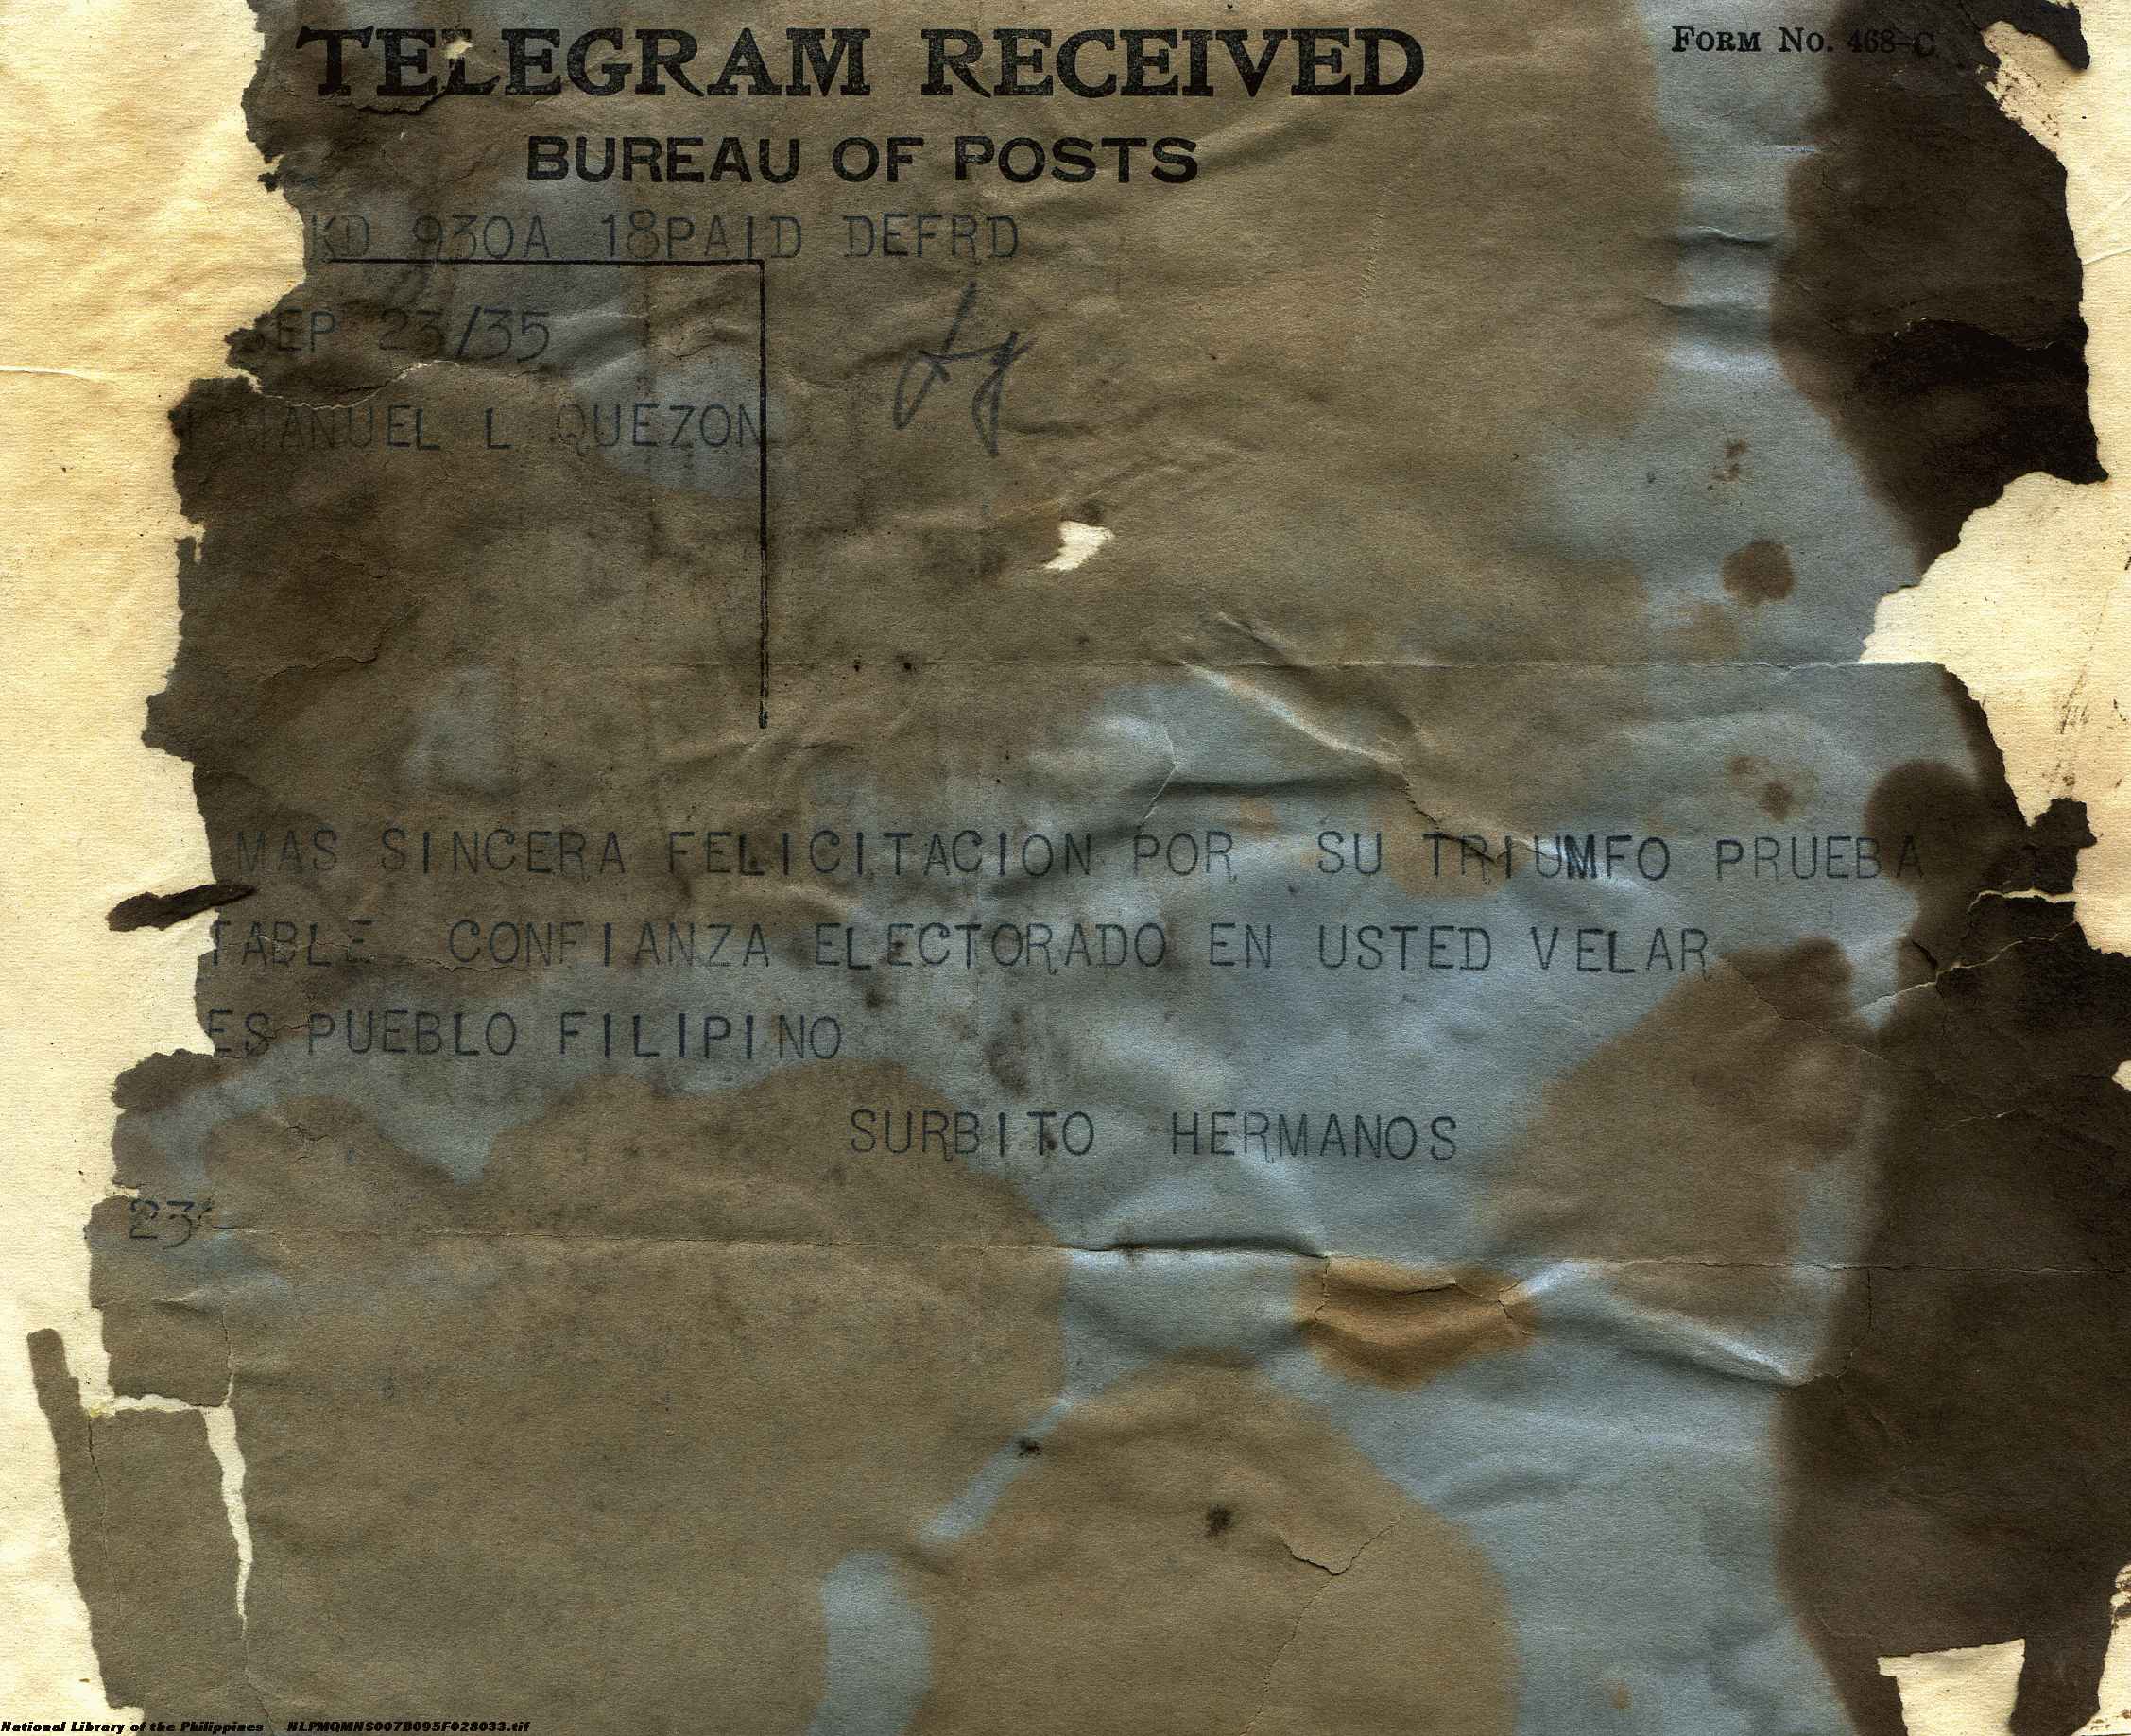 TELEGRAM RECEIVED
FORM NO. 468-C
BUREAU OF POSTS
KD 930A 18PAID DEFRD
SEP 23/35
MANUEL L QUEZON
MAS SINCERA FELICITACION POR SU TRIUMFO PRUEBA
TABLE CONFIANZA ELECTORADO EN USTED VELAR
ES PUEBLO FILIPINO
SURBITO HERMANOS
23
National Library of the Philippines NLPMQMNS007B095F028033.tif